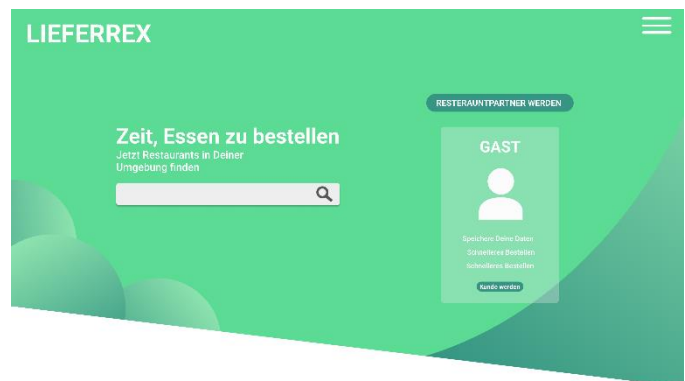 LIEFERREX
RESTERAUNTPARTNER WERDEN
Zeit, Essen zu bestellen
Jetzt Restaurants in Deiner
Umgebung finden
GAST
Speichere Deine Daten
Schnelleres Bestellen
Schnelleres Bestellen
Kunde werden